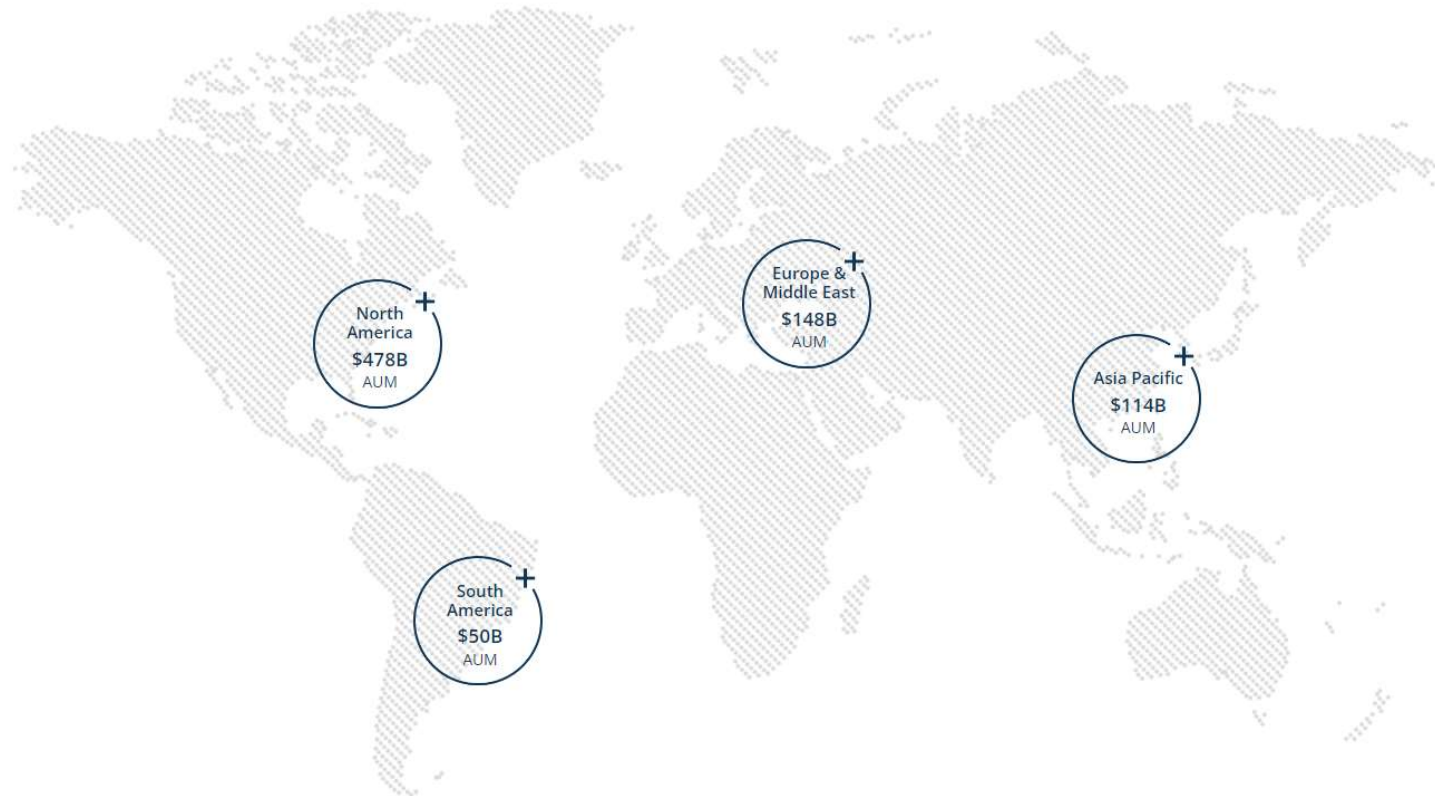 Europe &
Middle East
$148B
AUM
North
America
$478B
AUM
Asia Pacific
$114B
AUM
South
America
$50B
AUM